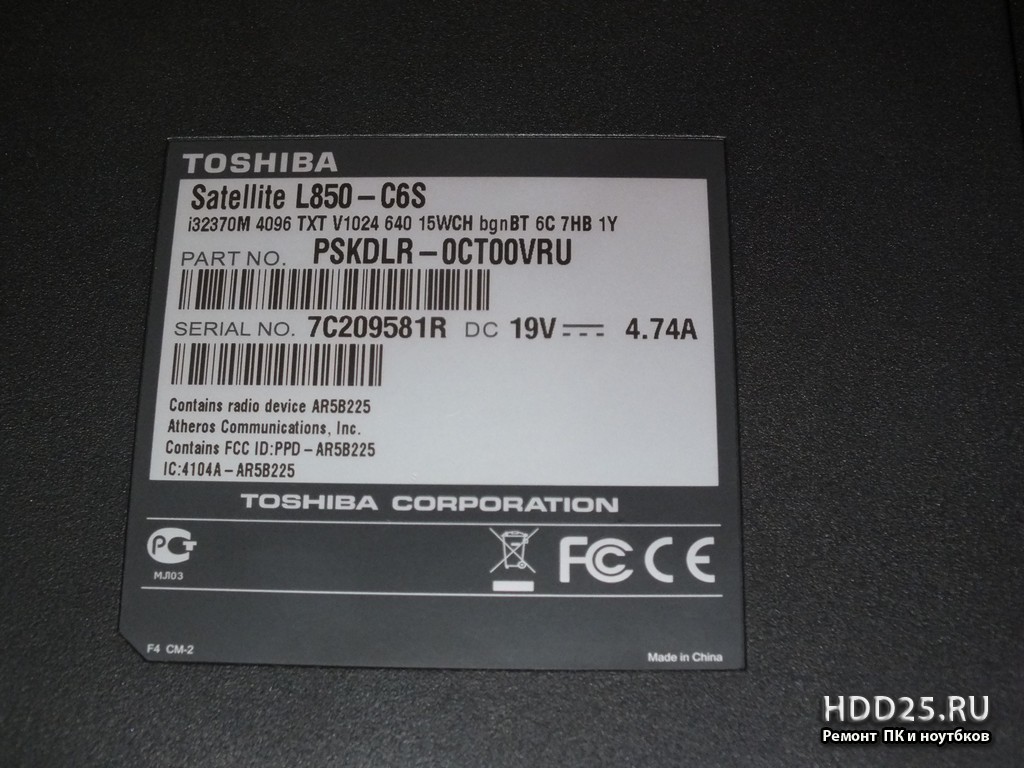 TOSHIBA
Satellite L850-C6S
i32370M 4096 TXT V1024 640 15WCH bgnBT 6C 7HB 1Y
PART NO. PSKDLR-0CT00VRU
SERIAL NO. 7C209581R DC 19V 4.74A
Contains radio device AR5B225
Atheros Communications, Inc.
Contains FCC ID:PPD-AR5B225
IC:4104A-AR5B225
TOSHIBA CORPORATION
РСТ FC CE
МЛ03
F4 CM-2 Made in China
HDD25.RU
Ремонт ПК и ноутбков